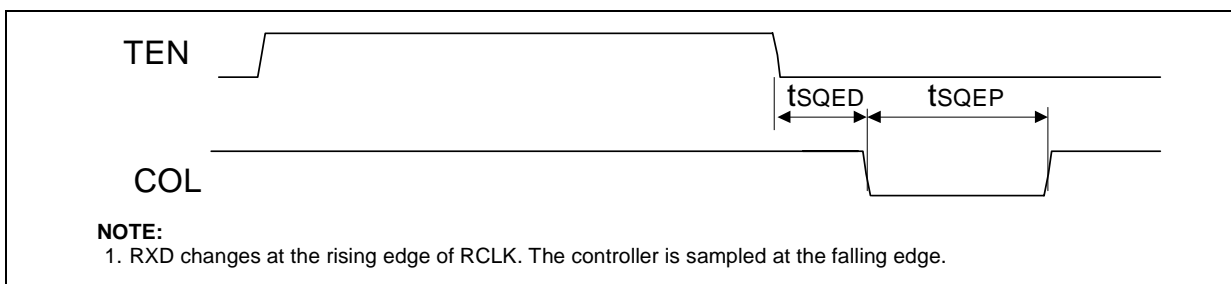 TEN
tSQED tSQEP
COL
NOTE:
1. RXD changes at the rising edge of RCLK. The controller is sampled at the falling edge.